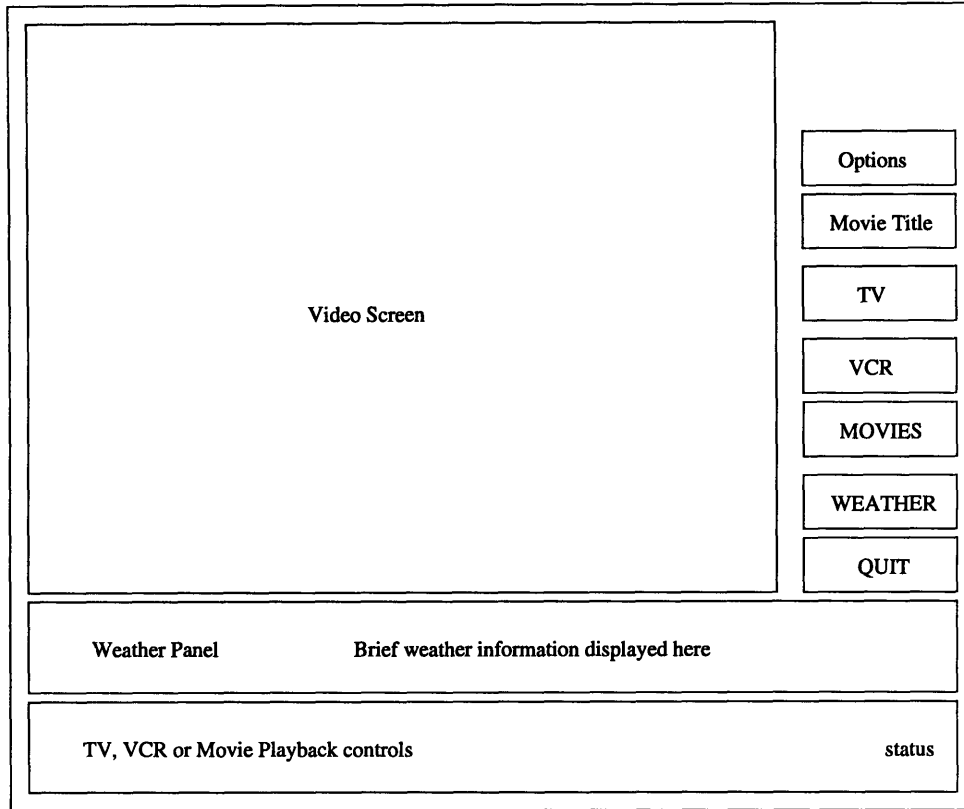 Options
Movie Title
TV
Video Screen
VCR
MOVIES
WEATHER
QUIT
Weather Panel Brief weather information displayed here
TV, VCR or Movie Playback controls status